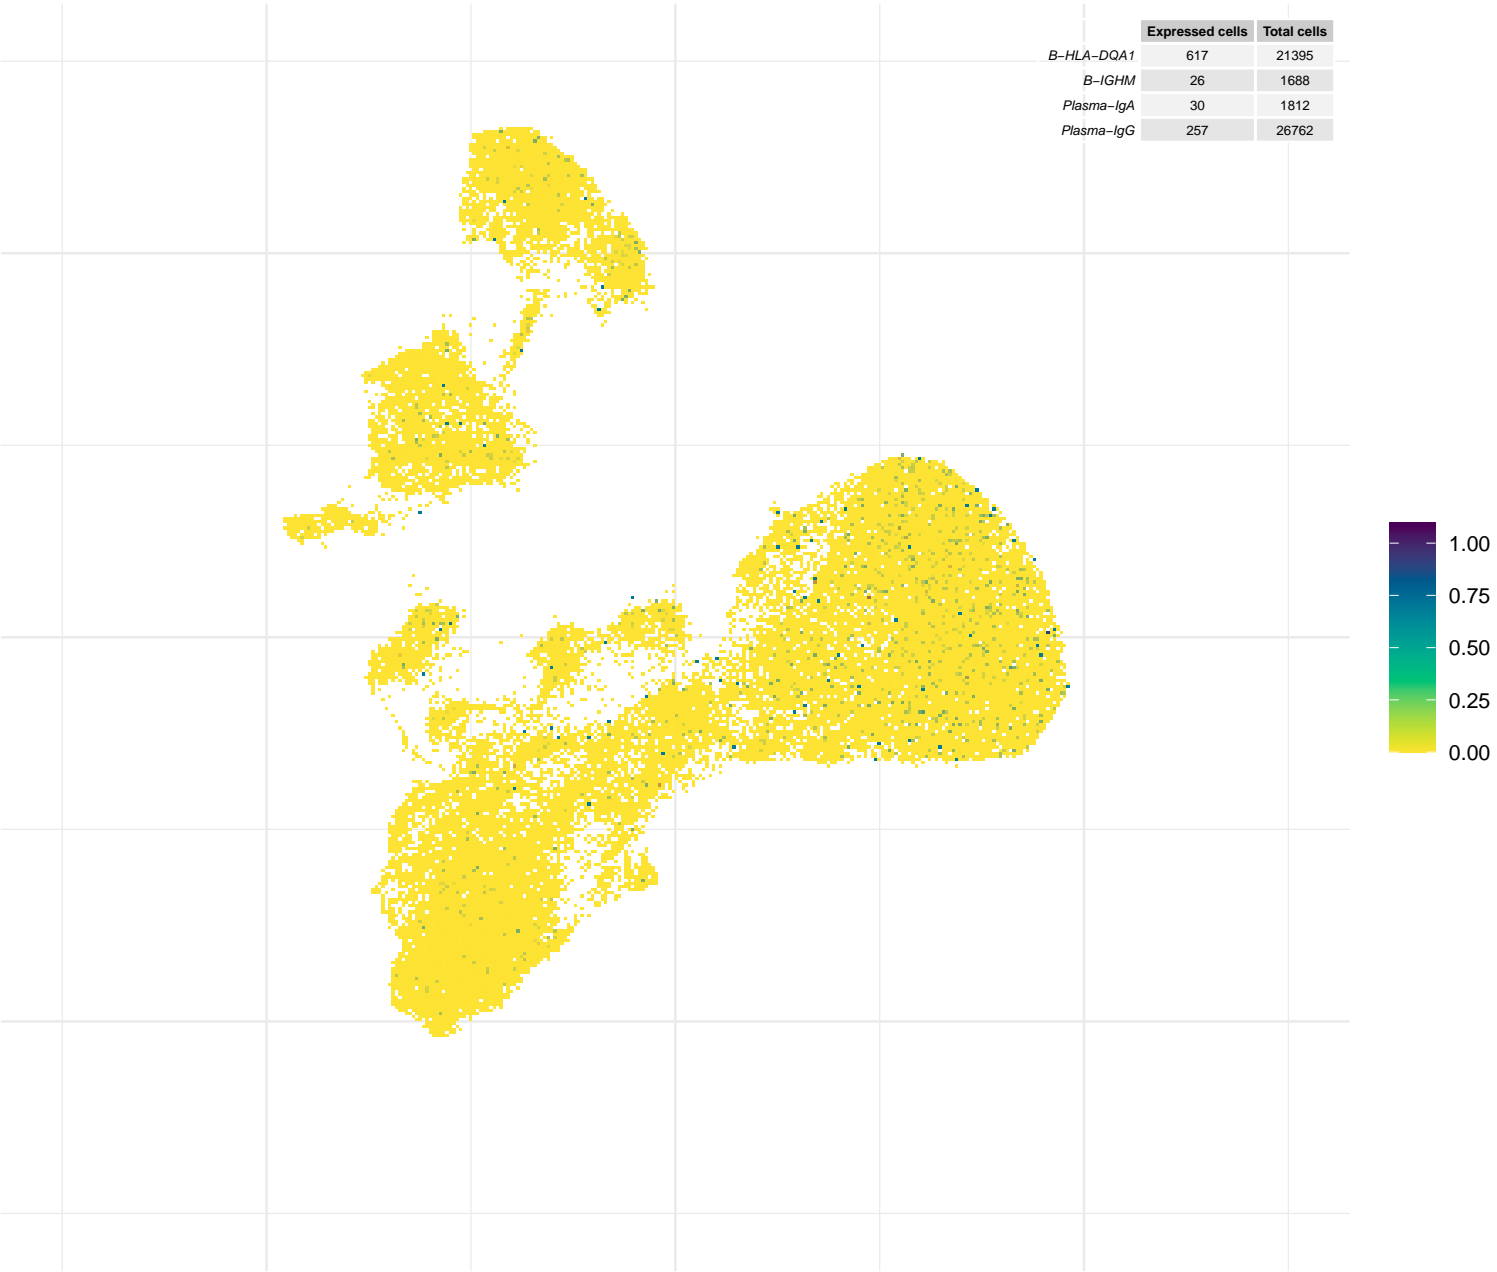 Expressed cells Total cells
B−HLA−DQA1 617 21395
B−IGHM 26 1688
Plasma−IgA 30 1812
Plasma−IgG 257 26762
1.00
0.75
0.50
0.25
0.00